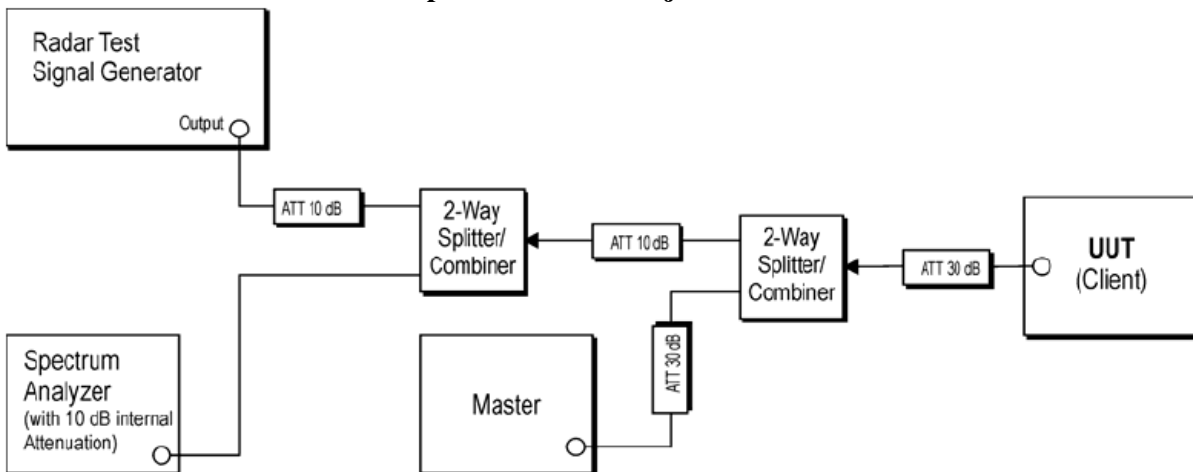 Radar Test
Signal Generator
Output
ATT 10 dB
2-Way
Splitter/
Combiner
ATT 10 dB
2-Way
Splitter/
Combiner
ATT 30 dB
UUT
(Client)
Spectrum
Analyzer
(with 10 dB internal
Attenuation)
Master
ATT 30 dB